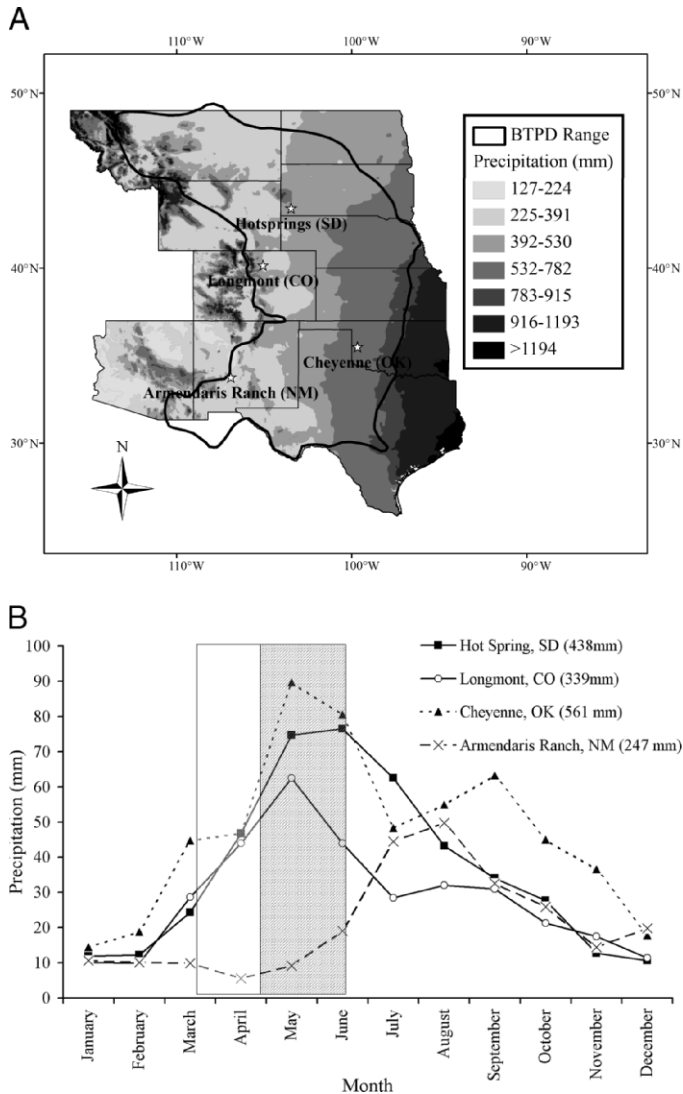 A
110°W
100°W
90°W
50°N
50°N
BTPD Range
Precipitation (mm)
127-224
225-391
392-530
532-782
783-915
916-1193
>1194
Hotsprings (SD)
40°N
40°N
Longmont (CO)
Cheyenne (OK)
Armendaris Ranch (NM)
30°N
30°N
N
110°W
100°W
90°W
B
100
90
80
70
60
50
40
30
20
10
0
Precipitation (mm)
Hot Spring, SD (438mm)
Longmont, CO (339mm)
Cheyenne, OK (561 mm)
Armendaris Ranch, NM (247 mm)
January
February
March
April
May
June
July
August
September
October
November
December
Month